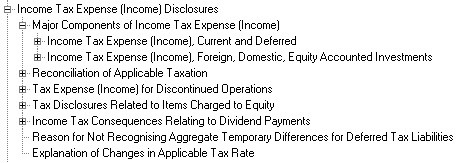 Income Tax Expense (Income) Disclosures
Major Components of Income Tax Expense (Income)
Income Tax Expense (Income), Current and Deferred
Income Tax Expense (Income), Foreign, Domestic, Equity Accounted Investments
Reconciliation of Applicable Taxation
Tax Expense (Income) for Discontinued Operations
Tax Disclosures Related to Items Charged to Equity
Income Tax Consequences Relating to Dividend Payments
Reason for Not Recognising Aggregate Temporary Differences for Deferred Tax Liabilities
Explanation of Changes in Applicable Tax Rate